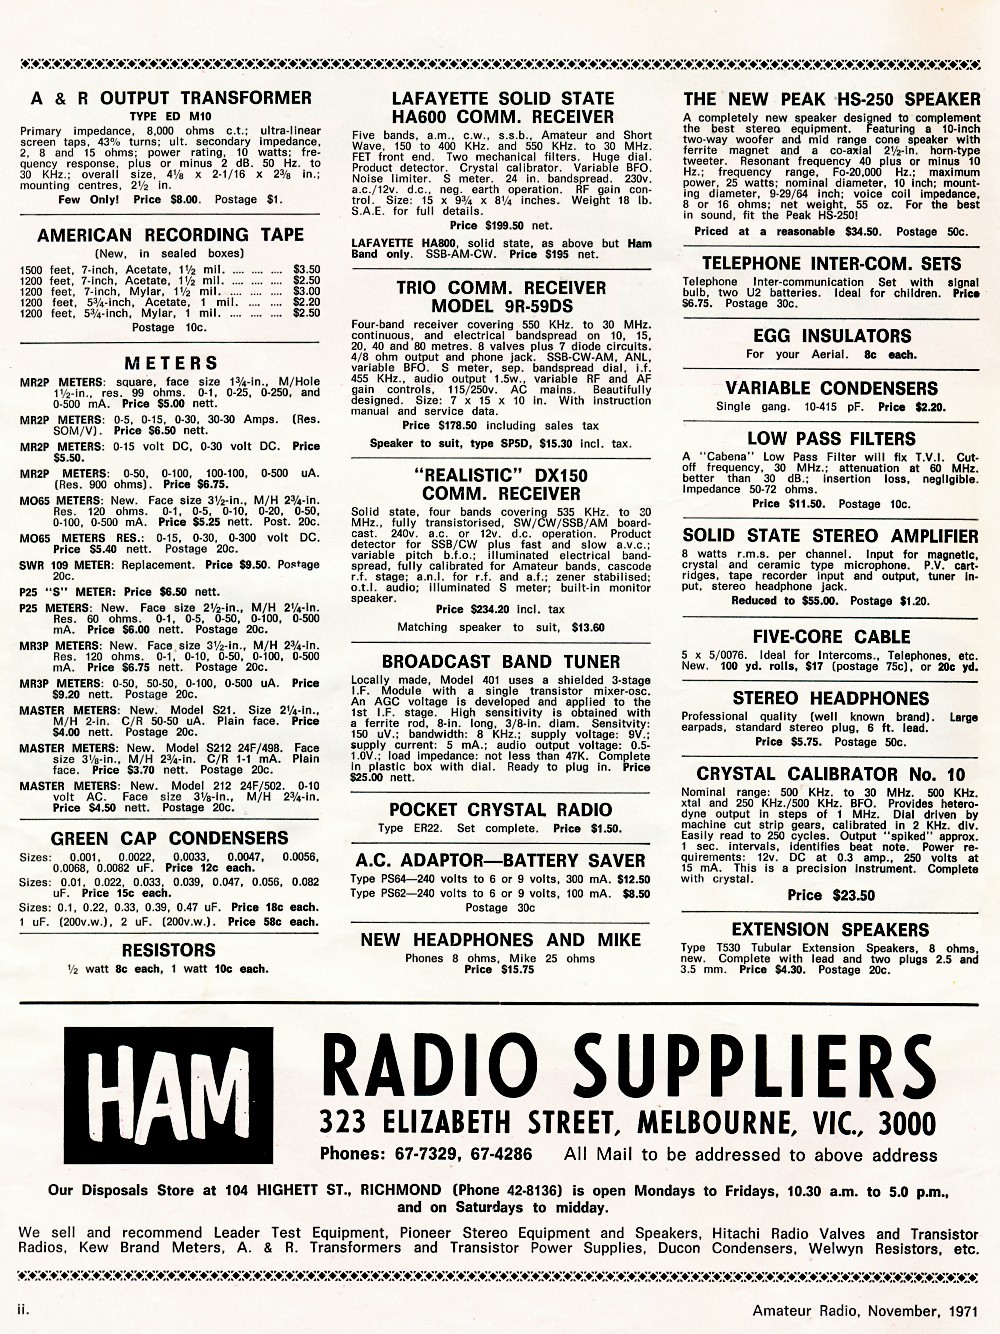 A & R OUTPUT TRANSFORMER
TYPE ED M10
Primary impedance, 8,000 ohms c.t.; ultra-linear
screen taps, 43% turns; ult. secondary impedance,
2, 8 and 15 ohms; power rating, 10 watts; fre-
quency response, plus or minus 2 dB. 50 Hz. to
30 KHz.; overall size, 4⅛ x 2-1/16 x 2⅜ in.;
mounting centres, 2½ in.
Few Only! Price $8.00. Postage $1.
AMERICAN RECORDING TAPE
(New, in sealed boxes)
1500 feet, 7-inch, Acetate, 1½ mil. .... .... .... $3.50
1200 feet, 7-inch, Acetate, 1½ mil. .... .... .... $2.50
1200 feet, 7-inch, Mylar, 1½ mil. .... .... .... $3.00
1200 feet, 5¾-inch, Acetate, 1 mil. .... .... $2.20
1200 feet, 5¾-inch, Mylar, 1 mil. .... .... .... $2.50
Postage 10c.
METERS
MR2P METERS: square, face size 1¾-in., M/Hole
1½-in., res. 99 ohms. 0-1, 0-25, 0-250, and
0-500 mA. Price $5.00 nett.
MR2P METERS: 0-5, 0-15, 0-30, 30-30 Amps. (Res.
SOM/V). Price $6.50 nett.
MR2P METERS: 0-15 volt DC, 0-30 volt DC. Price
$5.50.
MR2P METERS: 0-50, 0-100, 100-100, 0-500 uA.
(Res. 900 ohms). Price $6.75.
MO65 METERS: New. Face size 3½-in., M/H 2¾-in.
Res. 120 ohms. 0-1, 0-5, 0-10, 0-20, 0-50,
0-100, 0-500 mA. Price $5.25 nett. Post. 20c.
MO65 METERS RES.: 0-15, 0-30, 0-300 volt DC.
Price $5.40 nett. Postage 20c.
SWR 109 METER: Replacement. Price $9.50. Postage
20c.
P25 "S" METER: Price $6.50 nett.
P25 METERS: New. Face size 2½-in., M/H 2¼-in.
Res. 60 ohms. 0-1, 0-5, 0-50, 0-100, 0-500
mA. Price $6.00 nett. Postage 20c.
MR3P METERS: New. Face size 3½-in., M/H 2¾-in.
Res. 120 ohms. 0-1, 0-10, 0-50, 0-100, 0-500
mA. Price $6.75 nett. Postage 20c.
MR3P METERS: 0-50, 50-50, 0-100, 0-500 uA. Price
$9.20 nett. Postage 20c.
MASTER METERS: New. Model S21. Size 2¼-in.,
M/H 2-in. C/R 50-50 uA. Plain face. Price
$4.00 nett. Postage 20c.
MASTER METERS: New. Model S212 24F/498. Face
size 3⅛-in., M/H 2¾-in. C/R 1-1 mA. Plain
face. Price $3.70 nett. Postage 20c.
MASTER METERS: New. Model 212 24F/502. 0-10
volt AC. Face size 3⅛-in., M/H 2¾-in.
Price $4.50 nett. Postage 20c.
GREEN CAP CONDENSERS
Sizes: 0.001, 0.0022, 0.0033, 0.0047, 0.0056,
0.0068, 0.0082 uF. Price 12c each.
Sizes: 0.01, 0.022, 0.033, 0.039, 0.047, 0.056, 0.082
uF. Price 15c each.
Sizes: 0.1, 0.22, 0.33, 0.39, 0.47 uF. Price 18c each.
1 uF. (200v.w.), 2 uF. (200v.w.). Price 58c each.
RESISTORS
½ watt 8c each, 1 watt 10c each.
LAFAYETTE SOLID STATE
HA600 COMM. RECEIVER
Five bands, a.m., c.w., s.s.b., Amateur and Short
Wave, 150 to 400 KHz. and 550 KHz. to 30 MHz.
FET front end. Two mechanical filters. Huge dial.
Product detector. Crystal calibrator. Variable BFO.
Noise limiter. S meter. 24 in. bandspread. 230v.
a.c./12v. d.c., neg. earth operation. RF gain con-
trol. Size: 15 x 9¾ x 8¼ inches. Weight 18 lb.
S.A.E. for full details.
Price $199.50 net.
LAFAYETTE HA800, solid state, as above but Ham
Band only. SSB-AM-CW. Price $195 net.
TRIO COMM. RECEIVER
MODEL 9R-59DS
Four-band receiver covering 550 KHz. to 30 MHz.
continuous, and electrical bandspread on 10, 15,
20, 40 and 80 metres. 8 valves plus 7 diode circuits.
4/8 ohm output and phone jack. SSB-CW-AM, ANL,
variable BFO. S meter, sep. bandspread dial, i.f.
455 KHz., audio output 1.5w., variable RF and AF
gain controls, 115/250v. AC mains. Beautifully
designed. Size: 7 x 15 x 10 in. With instruction
manual and service data.
Price $178.50 including sales tax
Speaker to suit, type SP5D, $15.30 incl. tax.
"REALISTIC" DX150
COMM. RECEIVER
Solid state, four bands covering 535 KHz. to 30
MHz., fully transistorised, SW/CW/SSB/AM board-
cast. 240v. a.c. or 12v. d.c. operation. Product
detector for SSB/CW plus fast and slow a.v.c.;
variable pitch b.f.o.; illuminated electrical band-
spread, fully calibrated for Amateur bands, cascode
r.f. stage; a.n.l. for r.f. and a.f.; zener stabilised;
o.t.l. audio; illuminated S meter; built-in monitor
speaker.
Price $234.20 incl. tax
Matching speaker to suit, $13.60
BROADCAST BAND TUNER
Locally made, Model 401 uses a shielded 3-stage
I.F. Module with a single transistor mixer-osc.
An AGC voltage is developed and applied to the
1st I.F. stage. High sensitivity is obtained with
a ferrite rod, 8-in. long, 3/8-in. diam. Sensitvity:
150 uV.; bandwidth: 8 KHz.; supply voltage: 9V.;
supply current: 5 mA.; audio output voltage: 0.5-
1.0V.; load impedance: not less than 47K. Complete
in plastic box with dial. Ready to plug in. Price
$25.00 nett.
POCKET CRYSTAL RADIO
Type ER22. Set complete. Price $1.50.
A.C. ADAPTOR—BATTERY SAVER
Type PS64—240 volts to 6 or 9 volts, 300 mA. $12.50
Type PS62—240 volts to 6 or 9 volts, 100 mA. $8.50
Postage 30c
NEW HEADPHONES AND MIKE
Phones 8 ohms, Mike 25 ohms
Price $15.75
THE NEW PEAK HS-250 SPEAKER
A completely new speaker designed to complement
the best stereo equipment. Featuring a 10-inch
two-way woofer and mid range cone speaker with
ferrite magnet and a co-axial 2½-in. horn-type
tweeter. Resonant frequency 40 plus or minus 10
Hz.; frequency range, Fo-20,000 Hz.; maximum
power, 25 watts; nominal diameter, 10 inch; mount-
ing diameter, 9-29/64 inch; voice coil impedance,
8 or 16 ohms; net weight, 55 oz. For the best
in sound, fit the Peak HS-250!
Priced at a reasonable $34.50. Postage 50c.
TELEPHONE INTER-COM. SETS
Telephone Inter-communication Set with signal
bulb, two U2 batteries. Ideal for children. Price
$6.75. Postage 30c.
EGG INSULATORS
For your Aerial. 8c each.
VARIABLE CONDENSERS
Single gang. 10-415 pF. Price $2.20.
LOW PASS FILTERS
A "Cabena" Low Pass Filter will fix T.V.I. Cut-
off frequency, 30 MHz.; attenuation at 60 MHz.
better than 30 dB.; insertion loss, negligible.
Impedance 50-72 ohms.
Price $11.50. Postage 10c.
SOLID STATE STEREO AMPLIFIER
8 watts r.m.s. per channel. Input for magnetic,
crystal and ceramic type microphone. P.V. cart-
ridges, tape recorder input and output, tuner in-
put, stereo headphone jack.
Reduced to $55.00. Postage $1.20.
FIVE-CORE CABLE
5 x 5/0076. Ideal for Intercoms., Telephones, etc.
New. 100 yd. rolls, $17 (postage 75c), or 20c yd.
STEREO HEADPHONES
Professional quality (well known brand). Large
earpads, standard stereo plug, 6 ft. lead.
Price $5.75. Postage 50c.
CRYSTAL CALIBRATOR No. 10
Nominal range: 500 KHz. to 30 MHz. 500 KHz.
xtal and 250 KHz./500 KHz. BFO. Provides hetero-
dyne output in steps of 1 MHz. Dial driven by
machine cut strip gears, calibrated in 2 KHz. div.
Easily read to 250 cycles. Output "spiked" approx.
1 sec. intervals, identifies beat note. Power re-
quirements: 12v. DC at 0.3 amp., 250 volts at
15 mA. This is a precision instrument. Complete
with crystal.
Price $23.50
EXTENSION SPEAKERS
Type T530 Tubular Extension Speakers, 8 ohms,
new. Complete with lead and two plugs 2.5 and
3.5 mm. Price $4.30. Postage 20c.
HAM
RADIO SUPPLIERS
323 ELIZABETH STREET, MELBOURNE, VIC., 3000
Phones: 67-7329, 67-4286 All Mail to be addressed to above address
Our Disposals Store at 104 HIGHETT ST., RICHMOND (Phone 42-8136) is open Mondays to Fridays, 10.30 a.m. to 5.0 p.m.,
and on Saturdays to midday.
We sell and recommend Leader Test Equipment, Pioneer Stereo Equipment and Speakers, Hitachi Radio Valves and Transistor
Radios, Kew Brand Meters, A. & R. Transformers and Transistor Power Supplies, Ducon Condensers, Welwyn Resistors, etc.
ii.
Amateur Radio, November, 1971